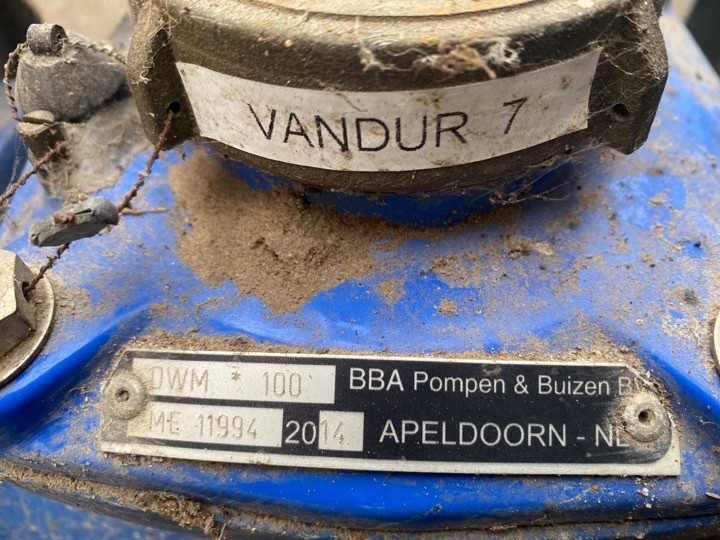 VANDUR 7
DWM * 100 BBA Pompen & Buizen BV
ME 11994 2014 APELDOORN - NL